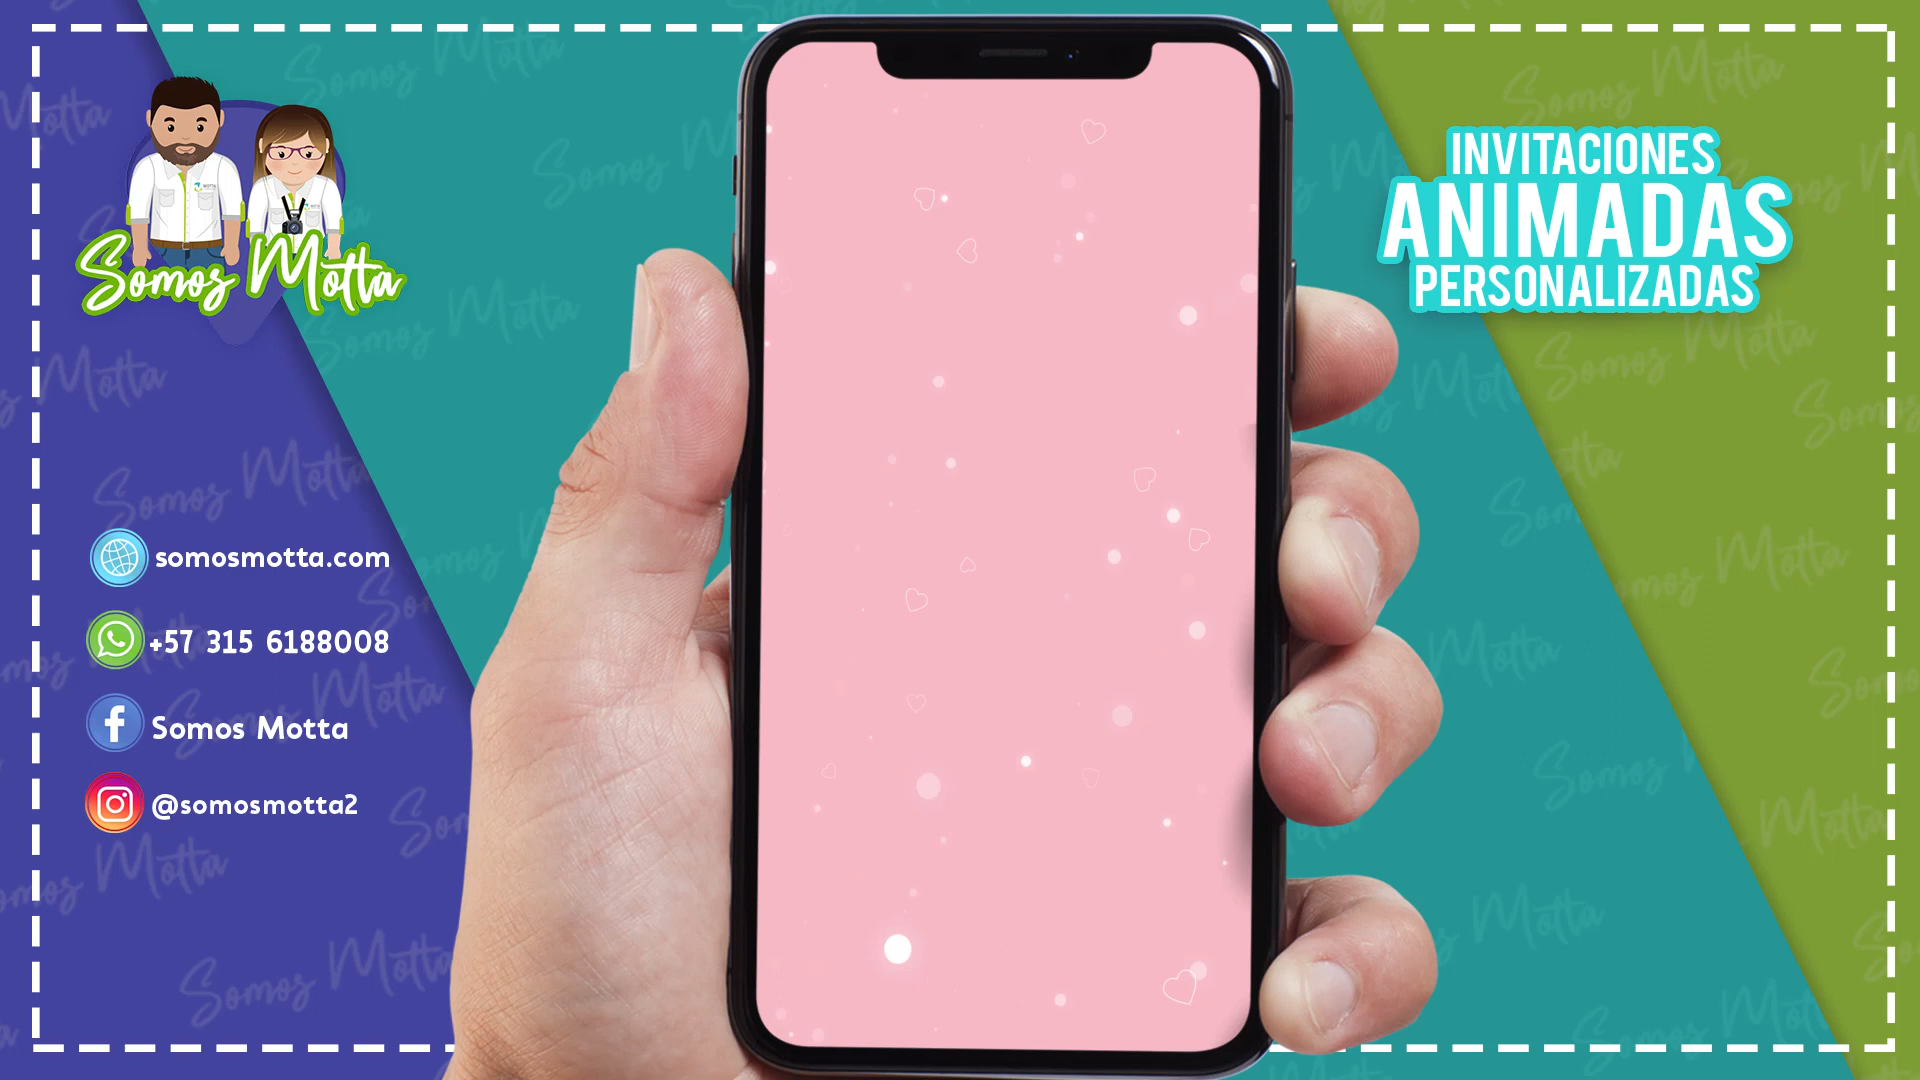 Somos Motta
INVITACIONES
ANIMADAS
PERSONALIZADAS
somosmotta.com
+57 315 6188008
Somos Motta
@somosmotta2